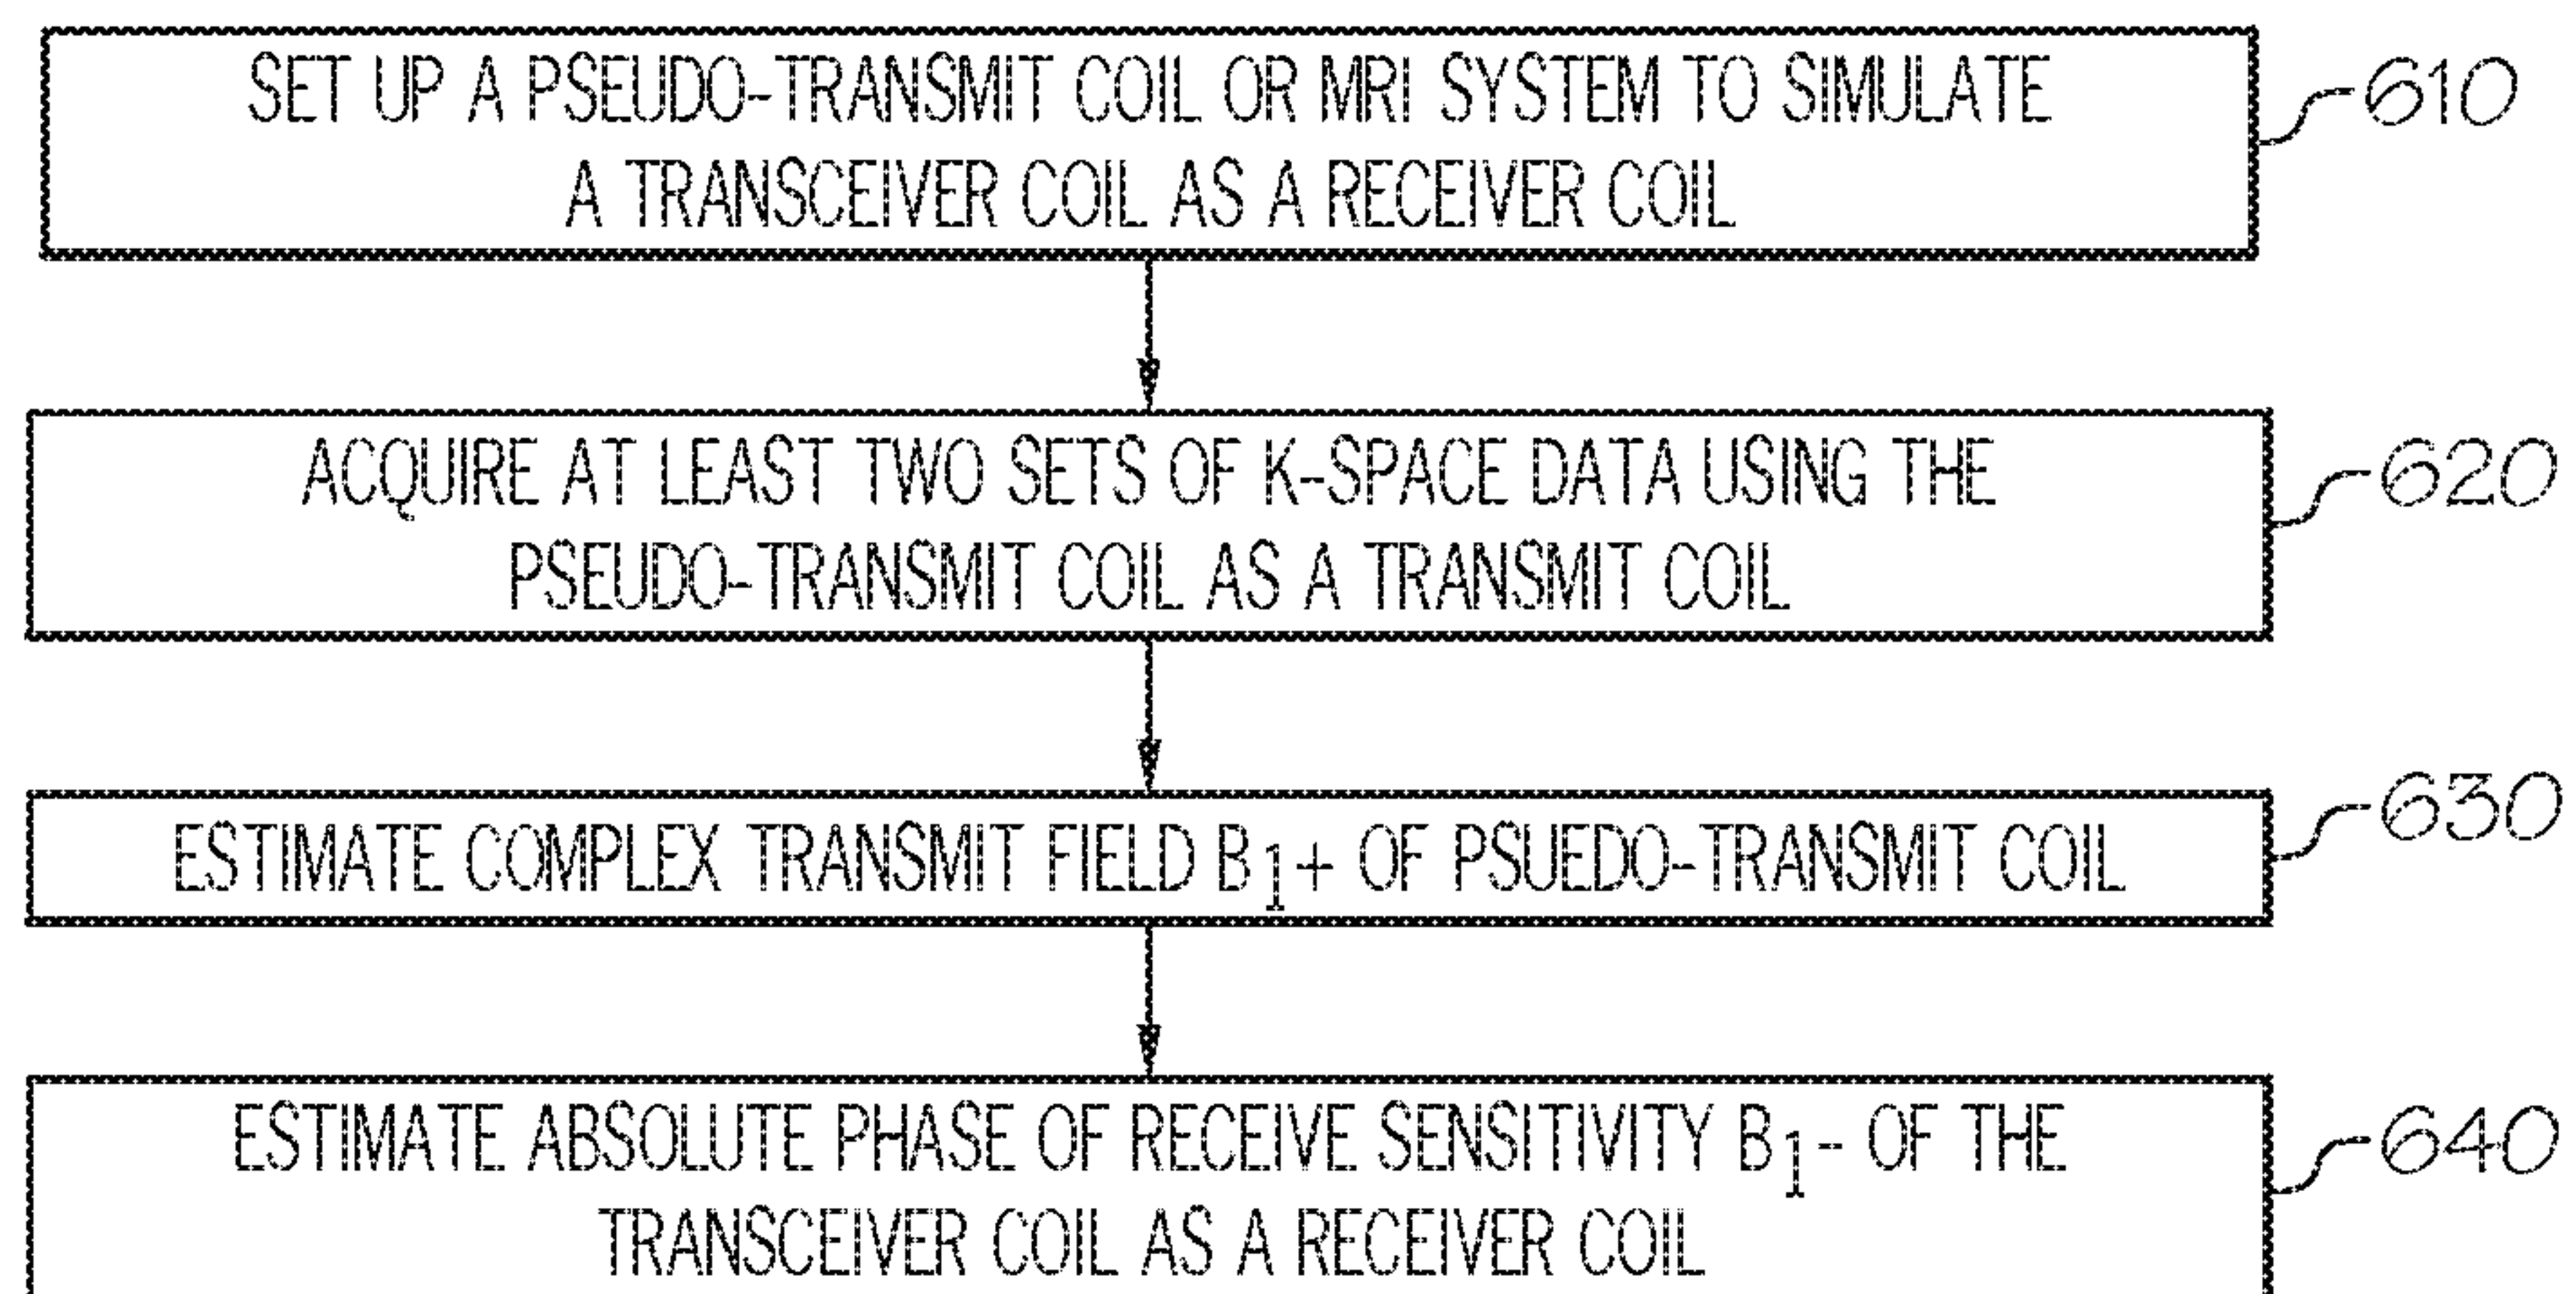 SET UP A PSEUDO-TRANSMIT COIL OR MRI SYSTEM TO SIMULATE
A TRANSCEIVER COIL AS A RECEIVER COIL
610
ACQUIRE AT LEAST TWO SETS OF K-SPACE DATA USING THE
PSEUDO-TRANSMIT COIL AS A TRANSMIT COIL
620
ESTIMATE COMPLEX TRANSMIT FIELD B1+ OF PSUEDO-TRANSMIT COIL
630
ESTIMATE ABSOLUTE PHASE OF RECEIVE SENSITIVITY B1- OF THE
TRANSCEIVER COIL AS A RECEIVER COIL
640